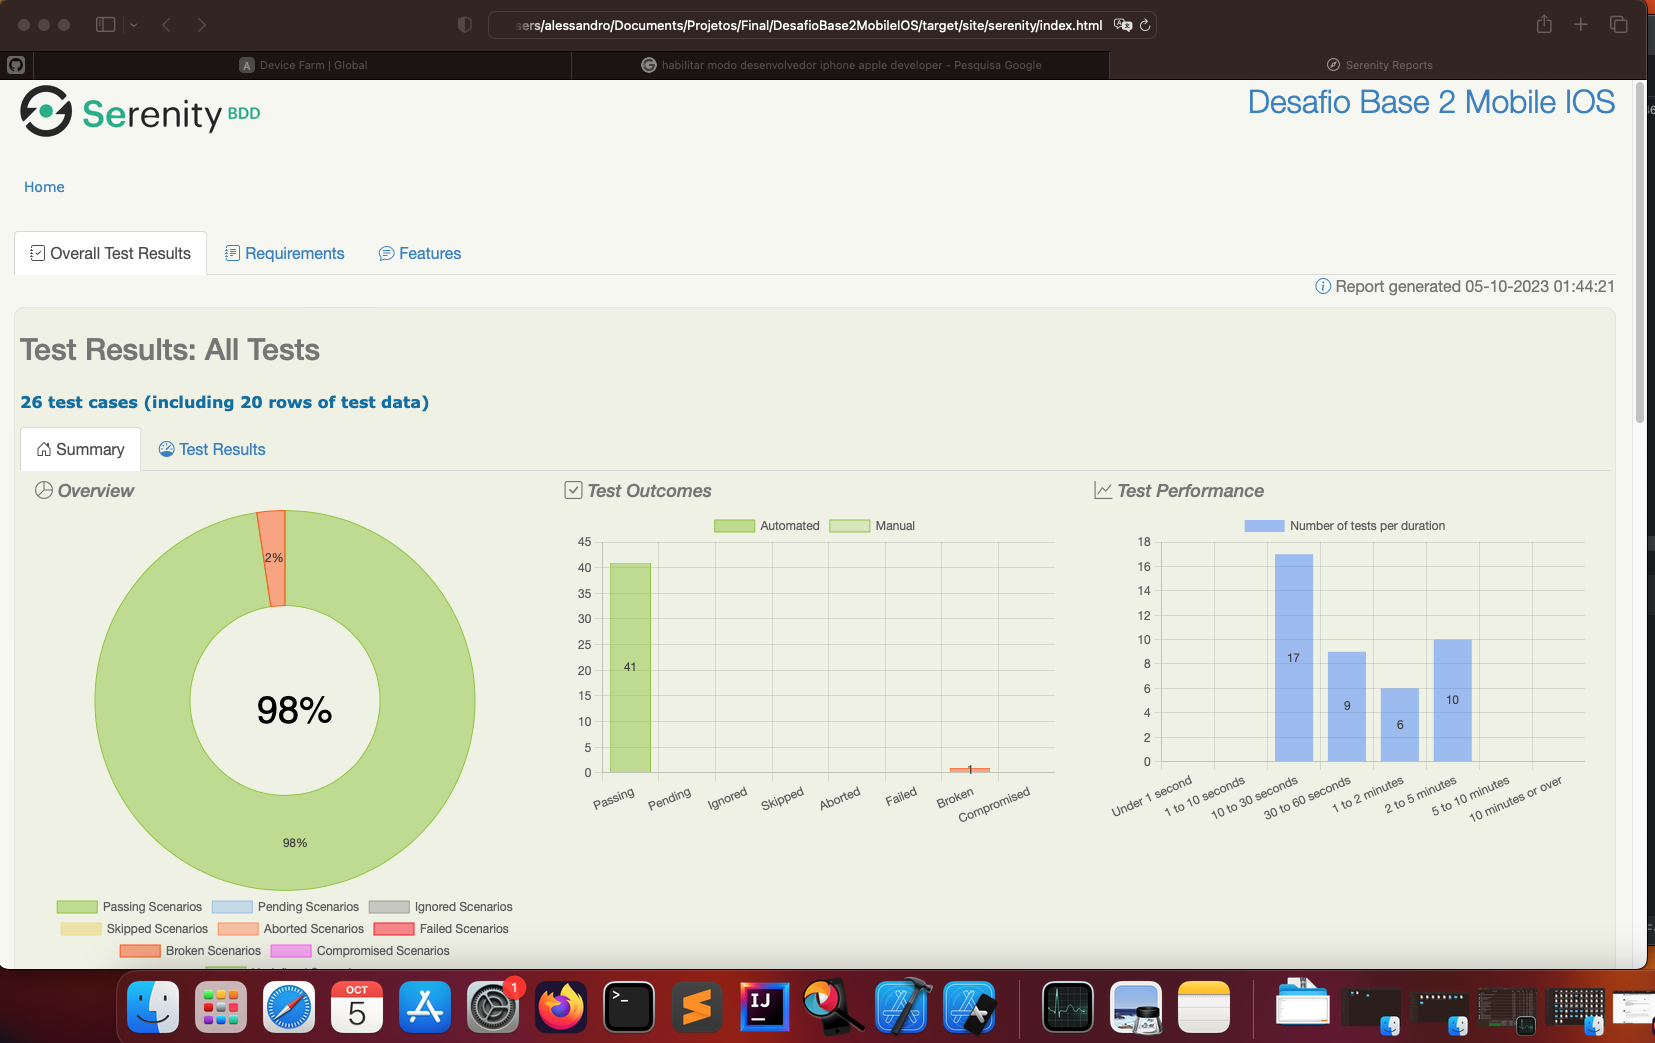 sers/alessandro/Documents/Projetos/Final/DesafioBase2MobileIOS/target/site/serenity/index.html
A Device Farm | Global
G habilitar modo desenvolvedor iphone apple developer - Pesquisa Google
Serenity Reports
Serenity BDD
Desafio Base 2 Mobile IOS
Home
Overall Test Results
Requirements
Features
Report generated 05-10-2023 01:44:21
Test Results: All Tests
26 test cases (including 20 rows of test data)
Summary
Test Results
Overview
2%
98%
98%
Passing Scenarios
Pending Scenarios
Ignored Scenarios
Skipped Scenarios
Aborted Scenarios
Failed Scenarios
Broken Scenarios
Compromised Scenarios
Test Outcomes
Automated
Manual
45
40
35
30
25
20
15
10
5
0
41
1
Passing
Pending
Ignored
Skipped
Aborted
Failed
Broken
Compromised
Test Performance
Number of tests per duration
18
16
14
12
10
8
6
4
2
0
17
9
6
10
Under 1 second
1 to 10 seconds
10 to 30 seconds
30 to 60 seconds
1 to 2 minutes
2 to 5 minutes
5 to 10 minutes
10 minutes or over
OCT
5
1
>_
IJ